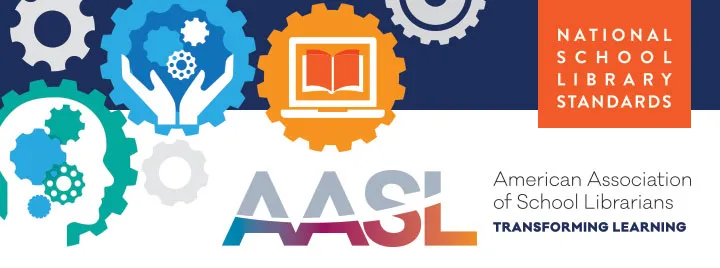 NATIONAL
SCHOOL
LIBRARY
STANDARDS
AASL
American Association
of School Librarians
TRANSFORMING LEARNING